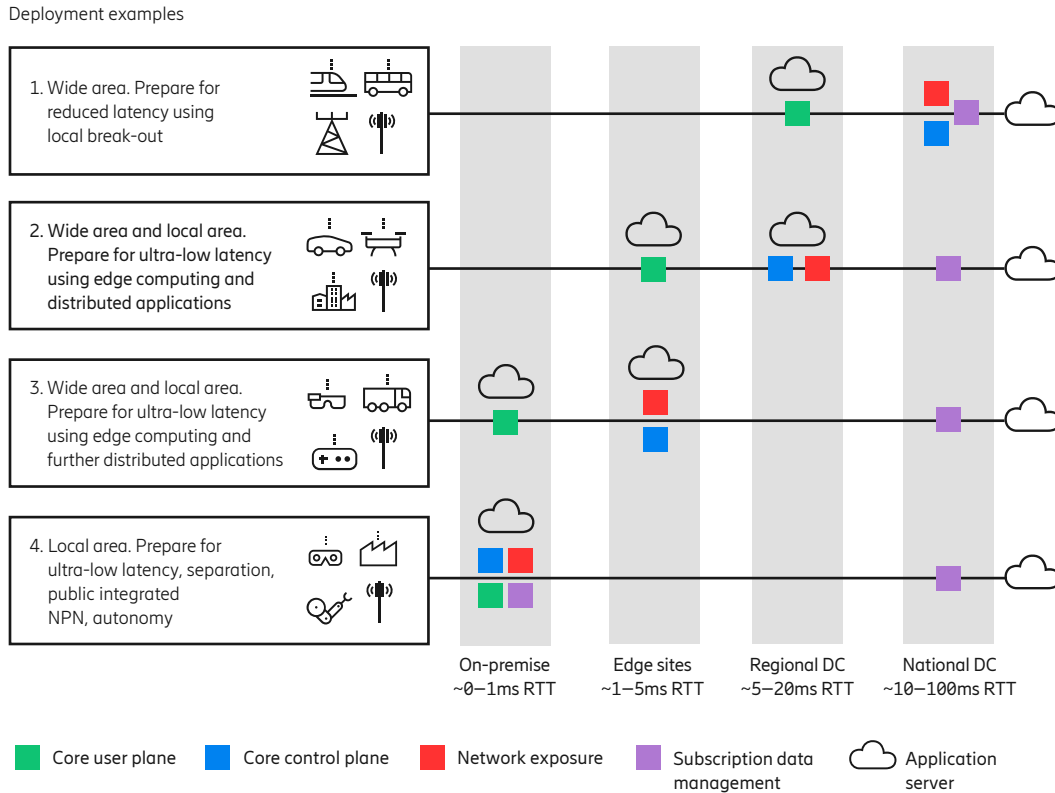 Deployment examples
1. Wide area. Prepare for
reduced latency using
local break-out
2. Wide area and local area.
Prepare for ultra-low latency
using edge computing and
distributed applications
3. Wide area and local area.
Prepare for ultra-low latency
using edge computing and
further distributed applications
4. Local area. Prepare for
ultra-low latency, separation,
public integrated
NPN, autonomy
On-premise
~0–1ms RTT
Edge sites
~1–5ms RTT
Regional DC
~5–20ms RTT
National DC
~10–100ms RTT
Core user plane
Core control plane
Network exposure
Subscription data
management
Application
server